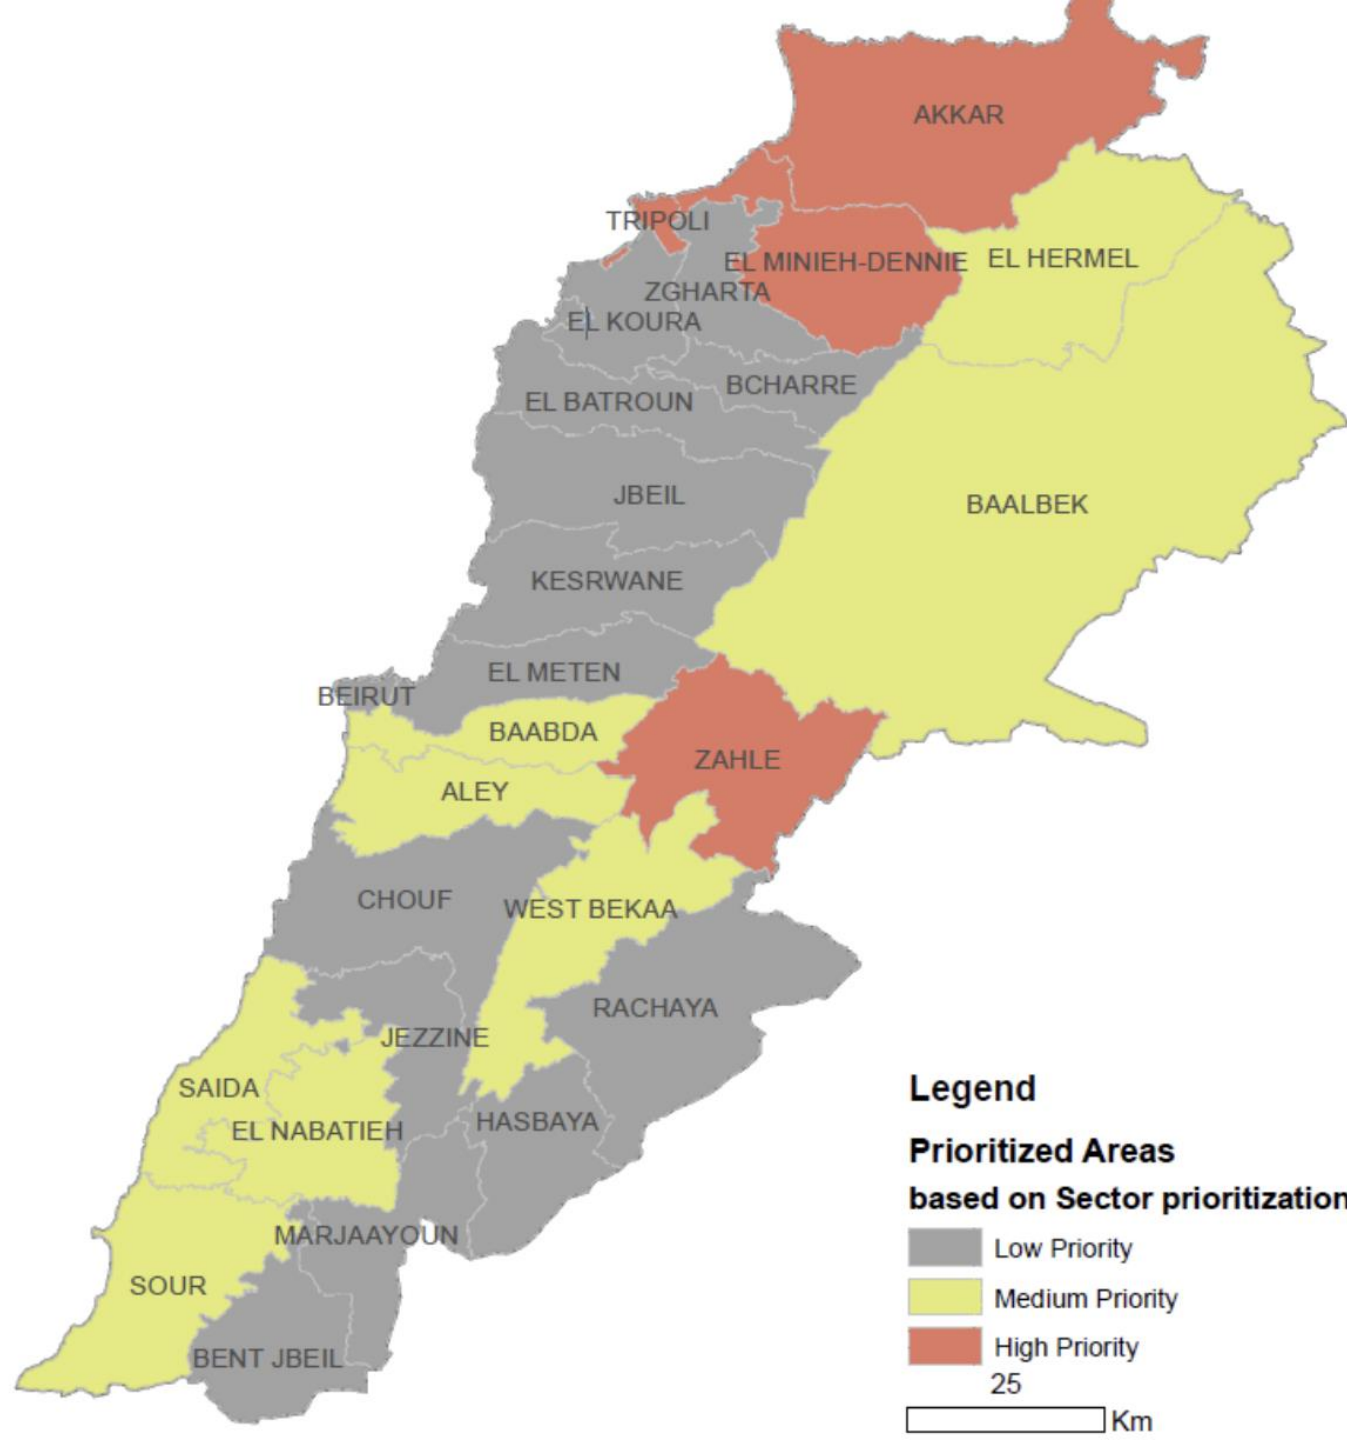 AKKAR
TRIPOLI
EL MINIEH-DENNIE
EL HERMEL
ZGHARTA
EL KOURA
BCHARRE
EL BATROUN
JBEIL
BAALBEK
KESRWANE
EL METEN
BEIRUT
BAABDA
ZAHLE
ALEY
CHOUF
WEST BEKAA
RACHAYA
JEZZINE
SAIDA
HASBAYA
EL NABATIEH
MARJAAYOUN
SOUR
BENT JBEIL
Legend
Prioritized Areas
based on Sector prioritization
Low Priority
Medium Priority
High Priority
25
Km